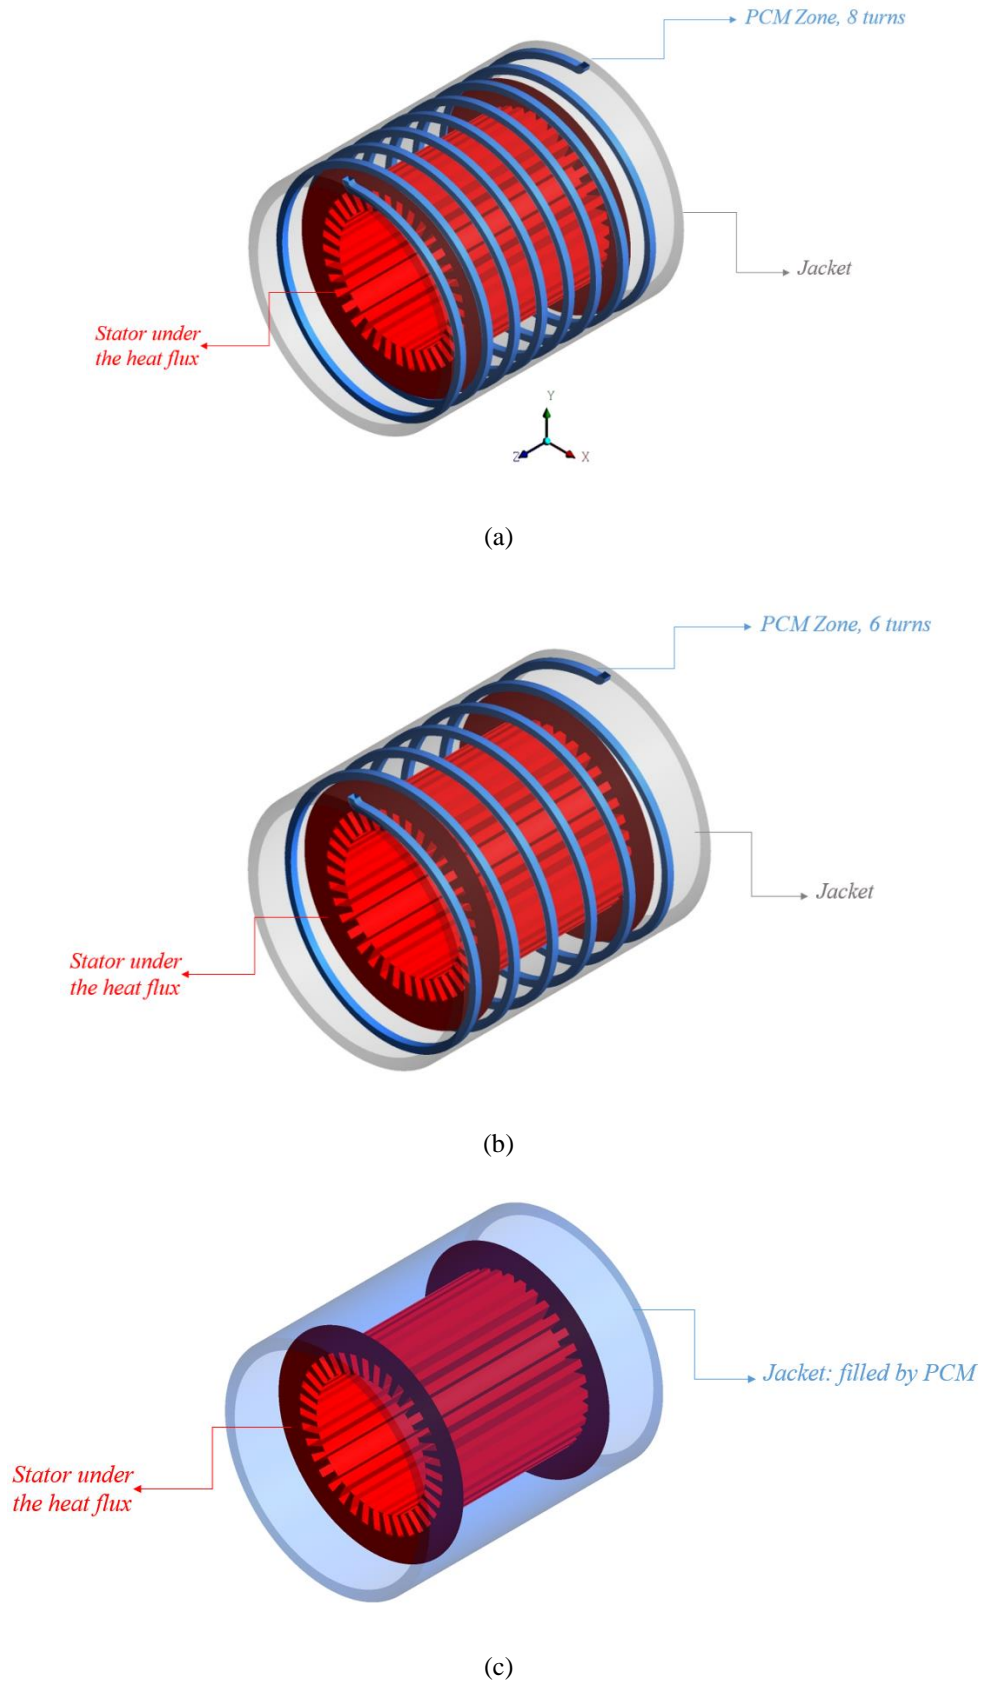 PCM Zone, 8 turns
Jacket
Stator under
the heat flux
Y
Z
X
(a)
PCM Zone, 6 turns
Jacket
Stator under
the heat flux
(b)
Jacket: filled by PCM
Stator under
the heat flux
(c)